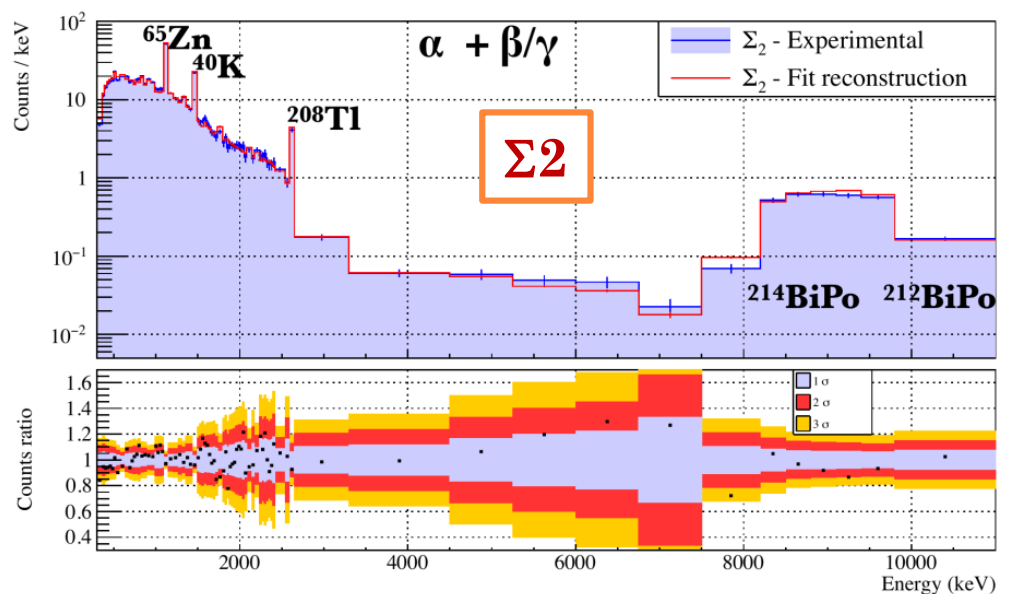 Counts / keV
10²
10
1
10⁻¹
10⁻²
⁶⁵Zn
⁴⁰K
²⁰⁸Tl
α + β/γ
Σ2
Σ₂ - Experimental
Σ₂ - Fit reconstruction
²¹⁴BiPo
²¹²BiPo
Counts ratio
1.6
1.4
1.2
1
0.8
0.6
0.4
1 σ
2 σ
3 σ
2000 4000 6000 8000 10000
Energy (keV)